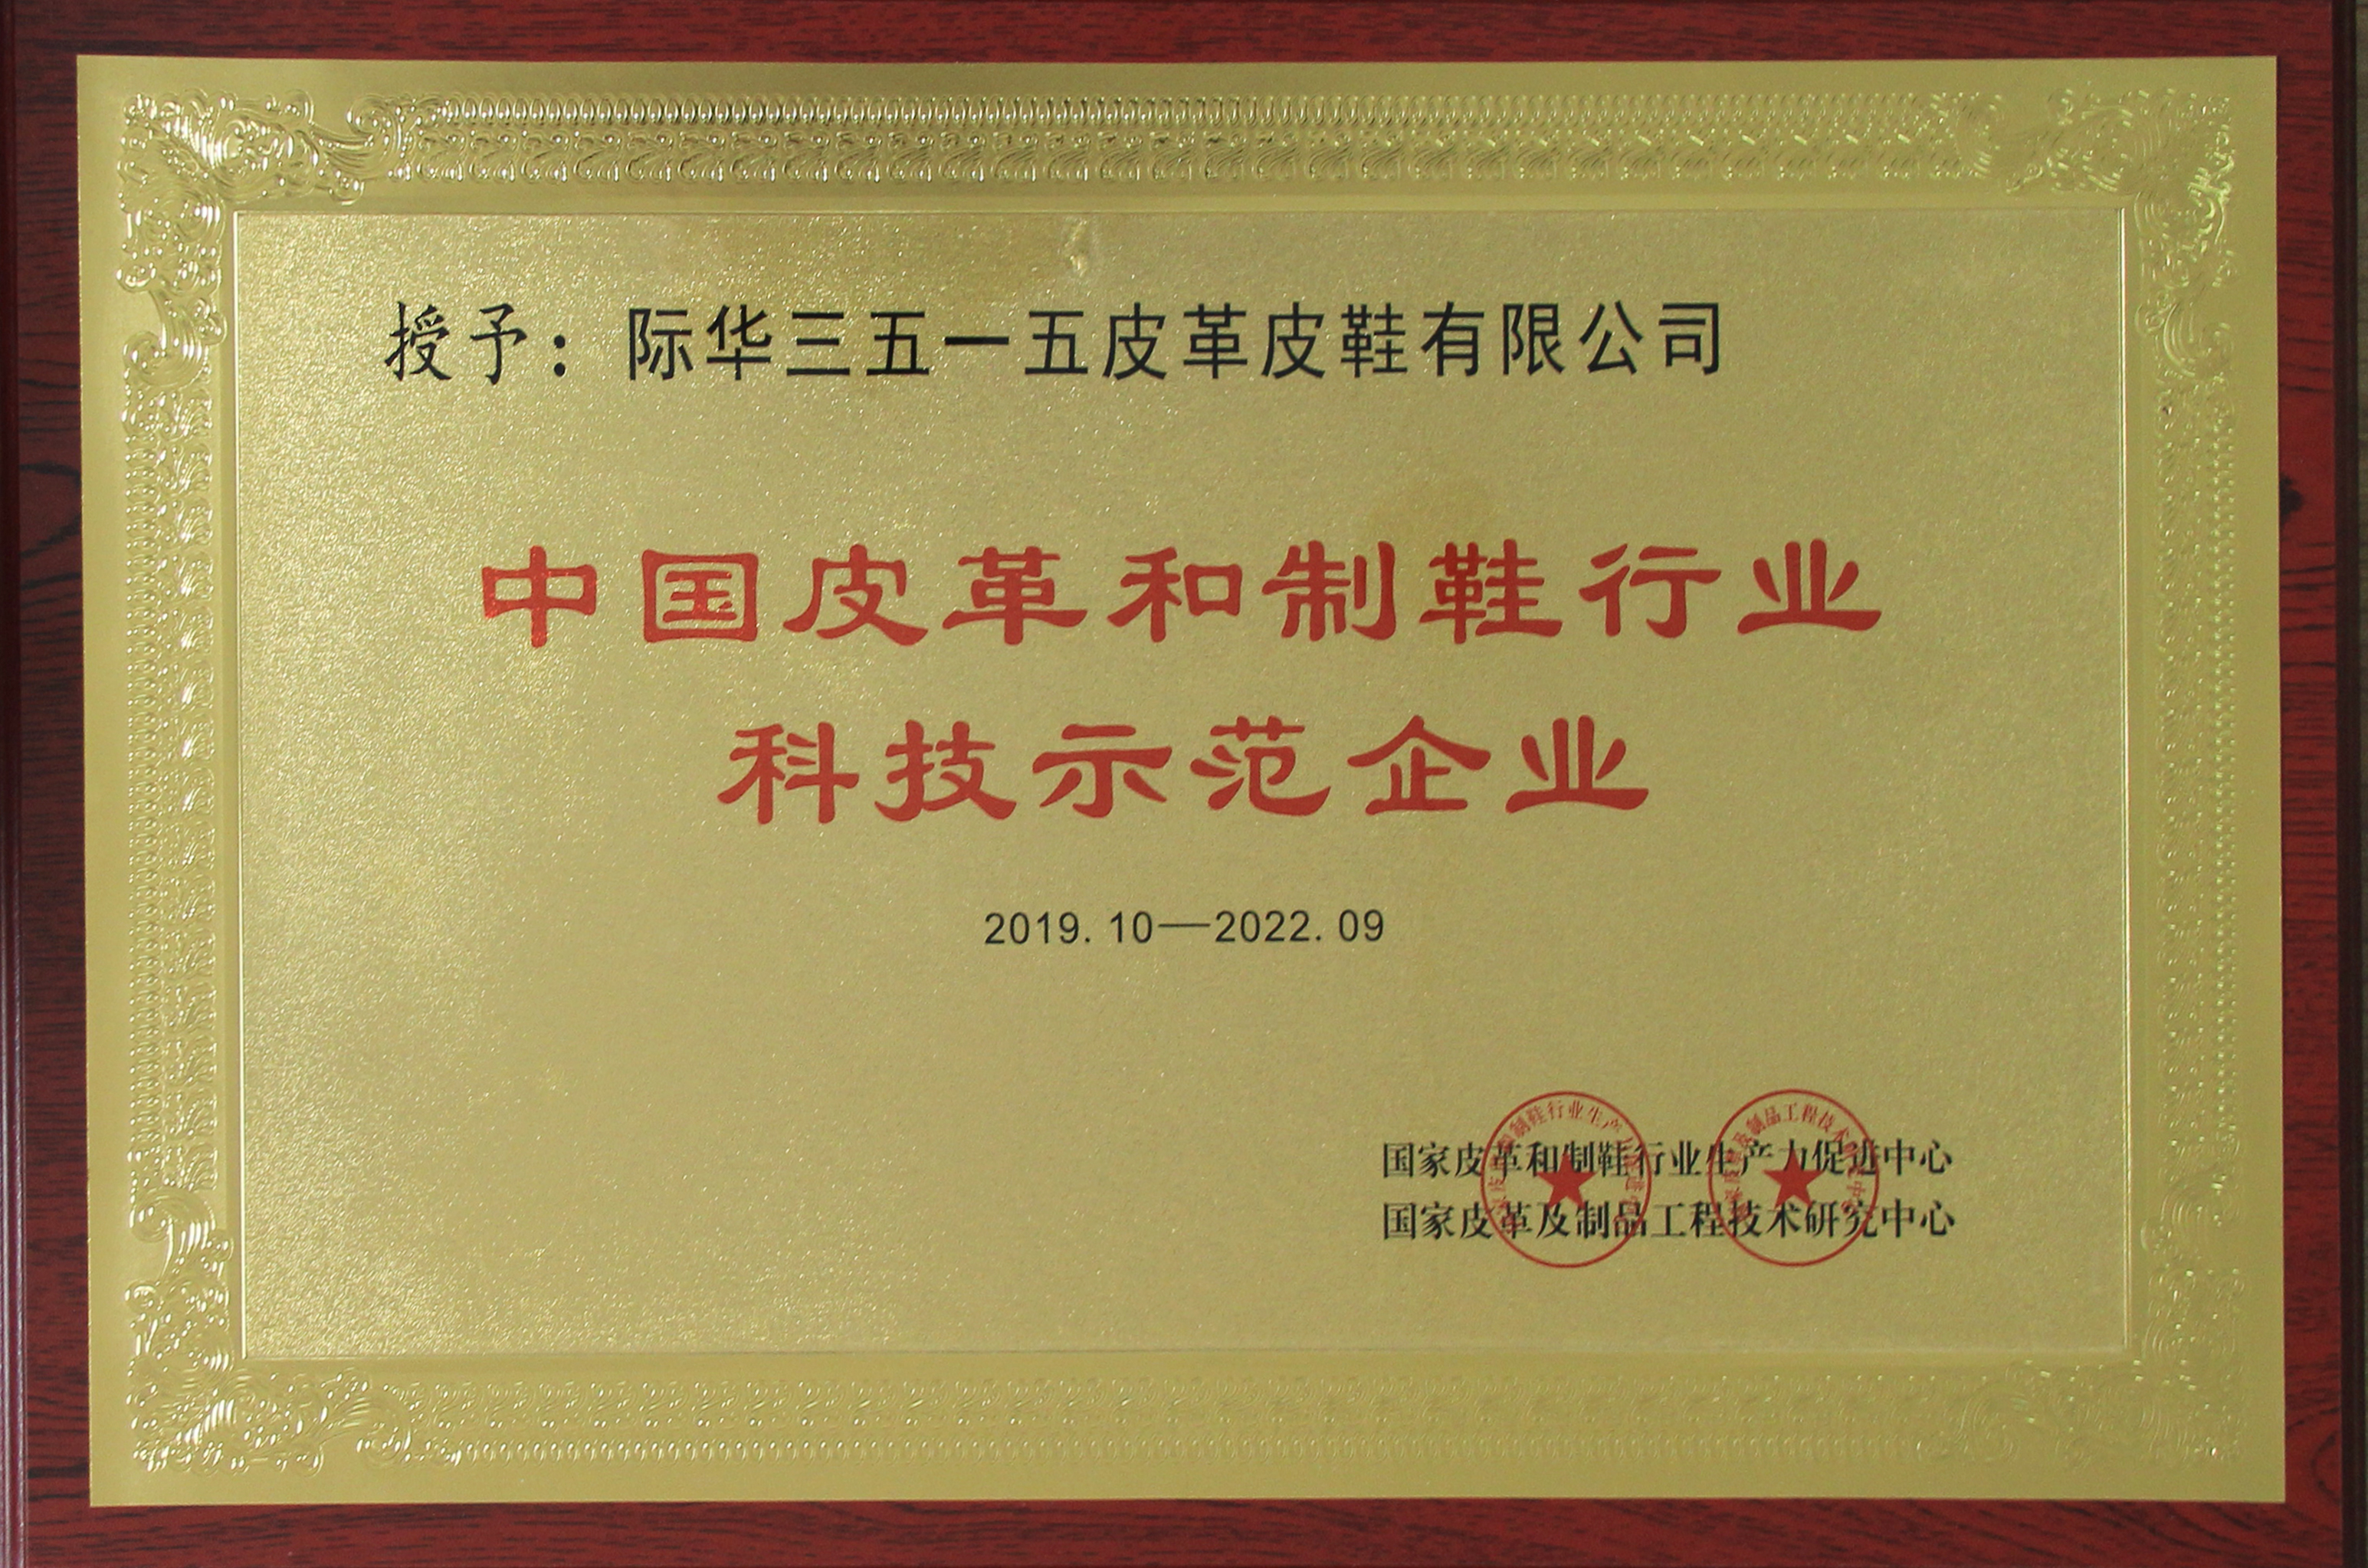 授予：际华三五一五皮革皮鞋有限公司
中国皮革和制鞋行业
科技示范企业
2019.10—2022.09
国家皮革和制鞋行业生产力促进中心
国家皮革及制品工程技术研究中心